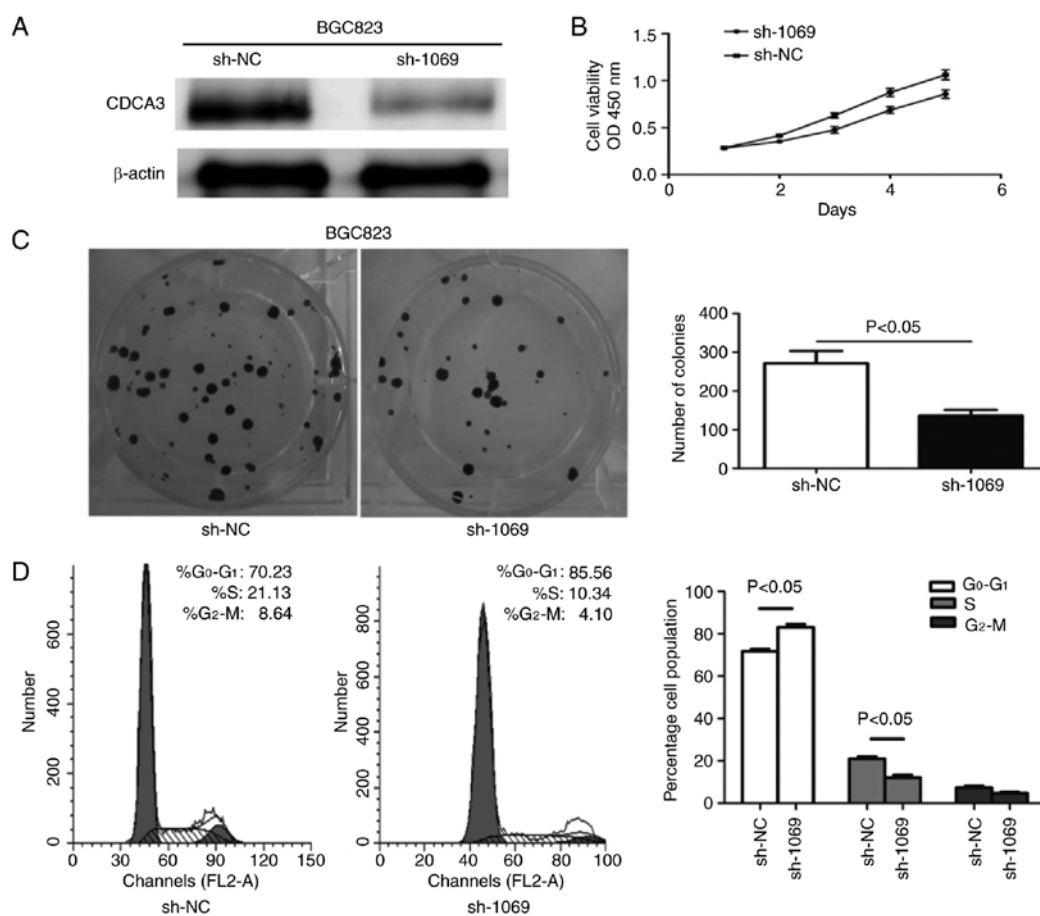 A
BGC823
sh-NC sh-1069
CDCA3
β-actin
B
sh-1069
sh-NC
Cell viability
OD 450 nm
1.5
1.0
0.5
0.0
0 2 4 6
Days
C
BGC823
sh-NC sh-1069
Number of colonies
400
300
200
100
0
P<0.05
sh-NC sh-1069
D
%G0-G1: 70.23
%S: 21.13
%G2-M: 8.64
Number
600
400
200
0
0 30 60 90 120 150
Channels (FL2-A)
sh-NC
%G0-G1: 85.56
%S: 10.34
%G2-M: 4.10
Number
800
600
400
200
0
0 20 40 60 80 100
Channels (FL2-A)
sh-1069
Percentage cell population
100
80
60
40
20
0
P<0.05
P<0.05
G0-G1
S
G2-M
sh-NC
sh-1069
sh-NC
sh-1069
sh-NC
sh-1069